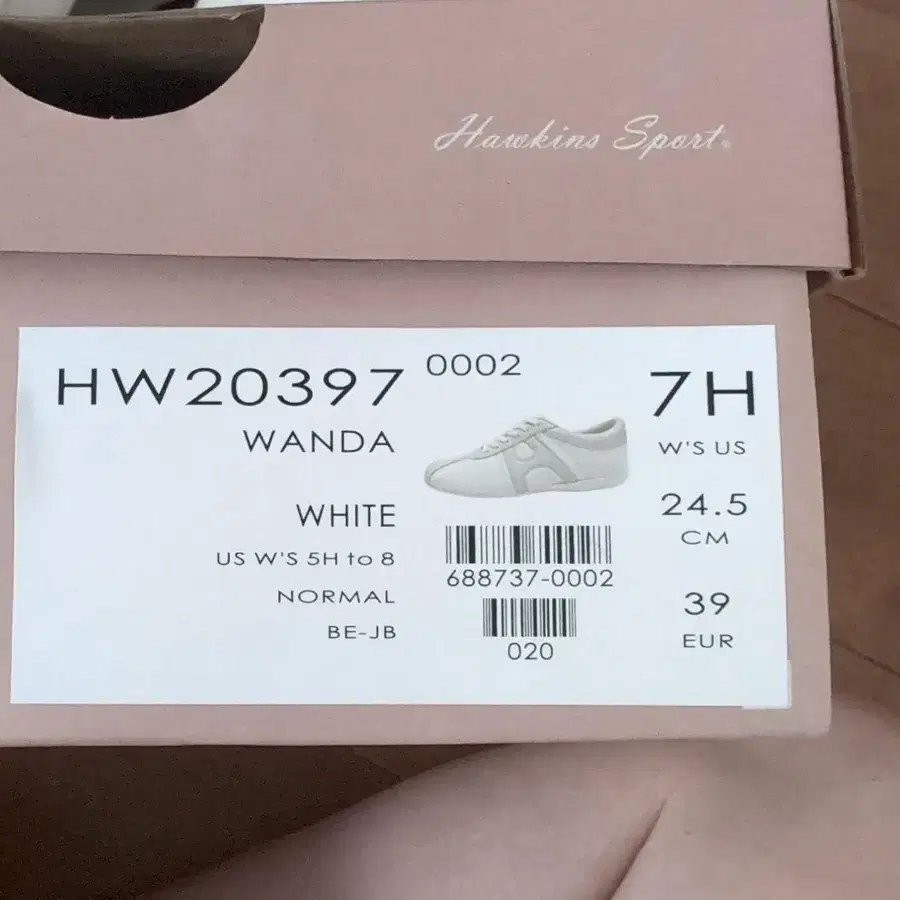 Hawkins Sport®
HW20397 0002
WANDA
WHITE
US W'S 5H to 8
NORMAL
BE-JB
688737-0002
020
7H
W'S US
24.5
CM
39
EUR